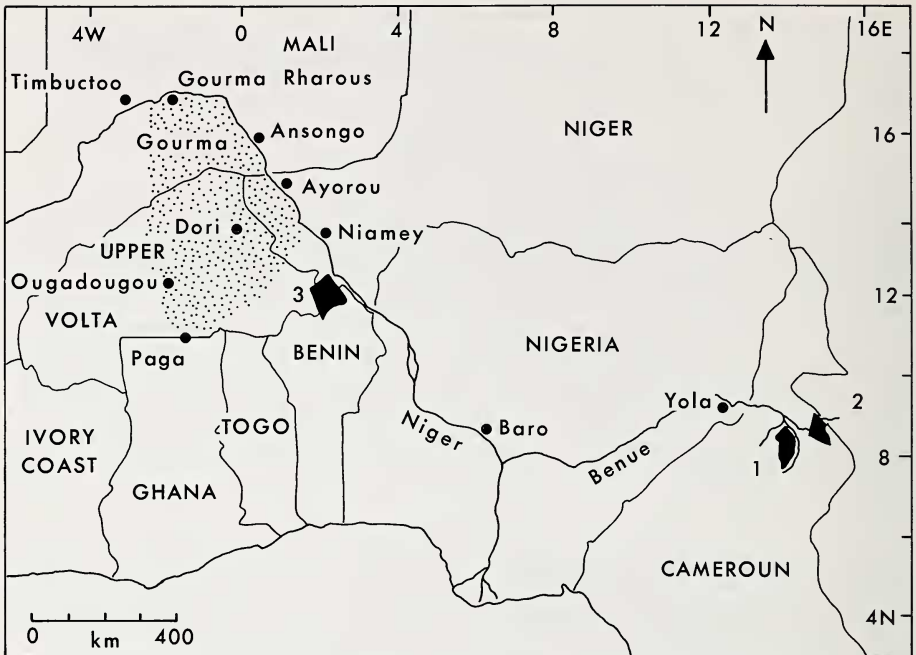 4W
0
4
8
12
16E
N
MALI
Timbuctoo
Gourma Rharous
Gourma
Ansongo
NIGER
16
Ayorou
Dori
Niamey
UPPER
VOLTA
Ougadougou
3
12
Paga
BENIN
NIGERIA
Yola
2
IVORY
COAST
TOGO
Niger
Baro
Benue
1
8
GHANA
CAMEROUN
4N
0
km
400